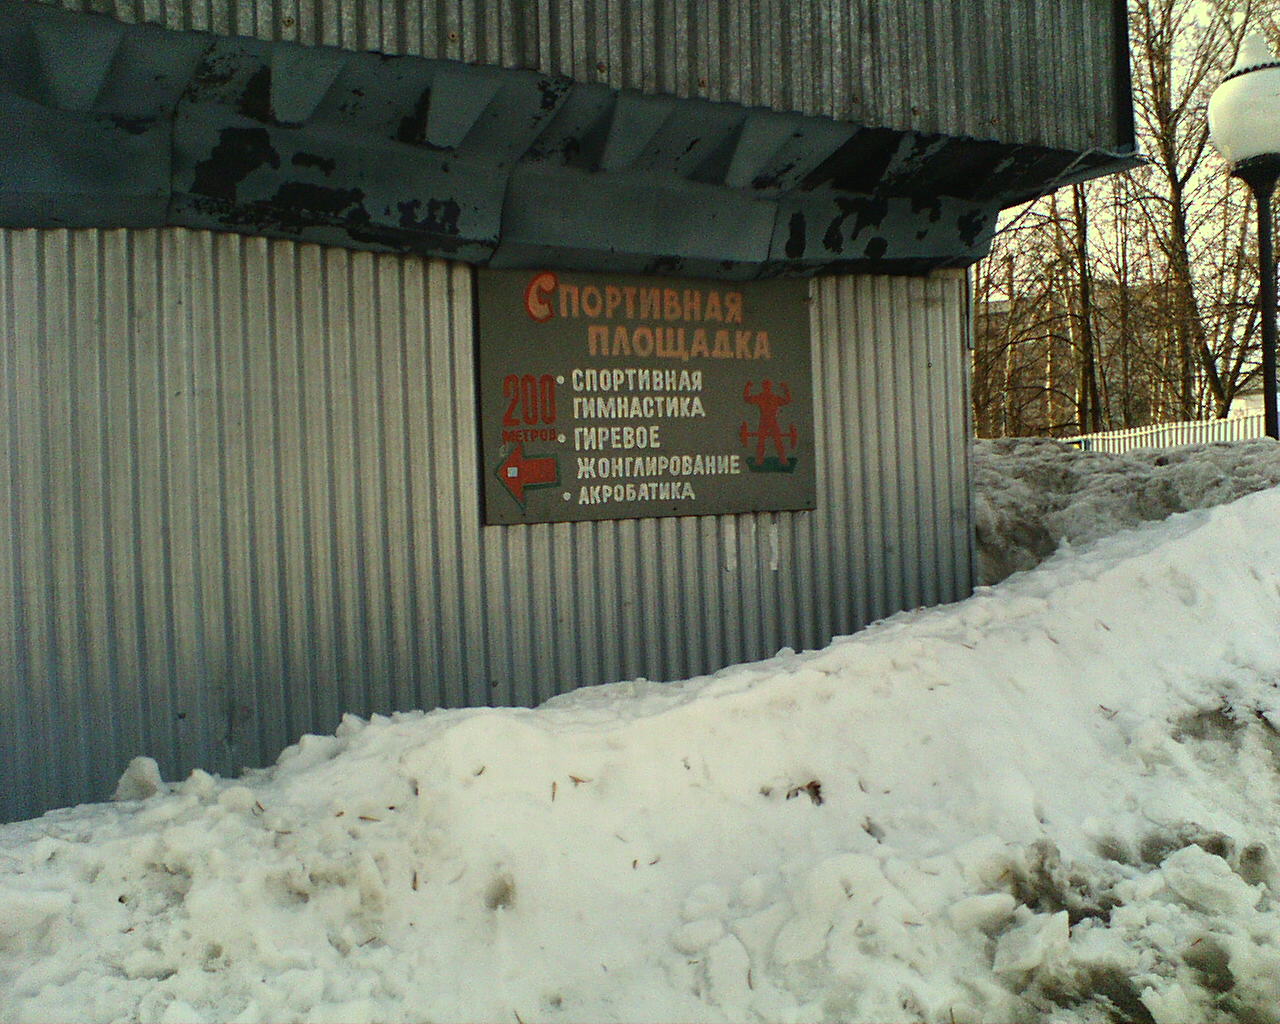 СПОРТИВНАЯ
ПЛОЩАДКА
• СПОРТИВНАЯ
ГИМНАСТИКА
200
МЕТРОВ
• ГИРЕВОЕ
ЖОНГЛИРОВАНИЕ
• АКРОБАТИКА